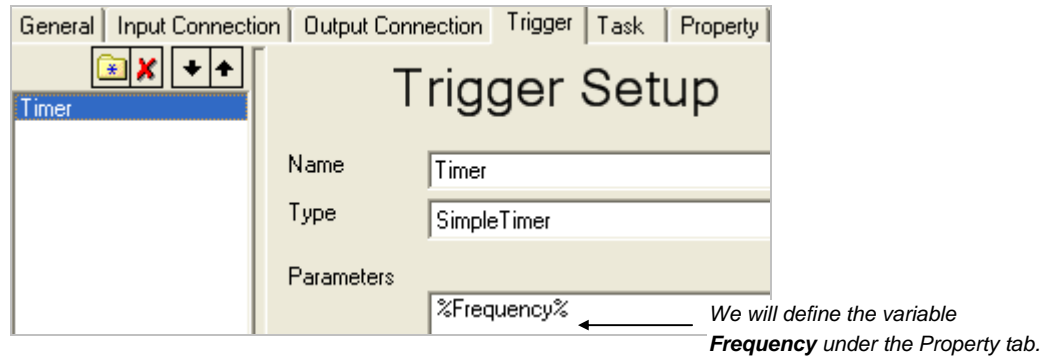 General Input Connection Output Connection Trigger Task Property
Timer
Trigger Setup
Name Timer
Type SimpleTimer
Parameters
%Frequency%
We will define the variable
Frequency under the Property tab.